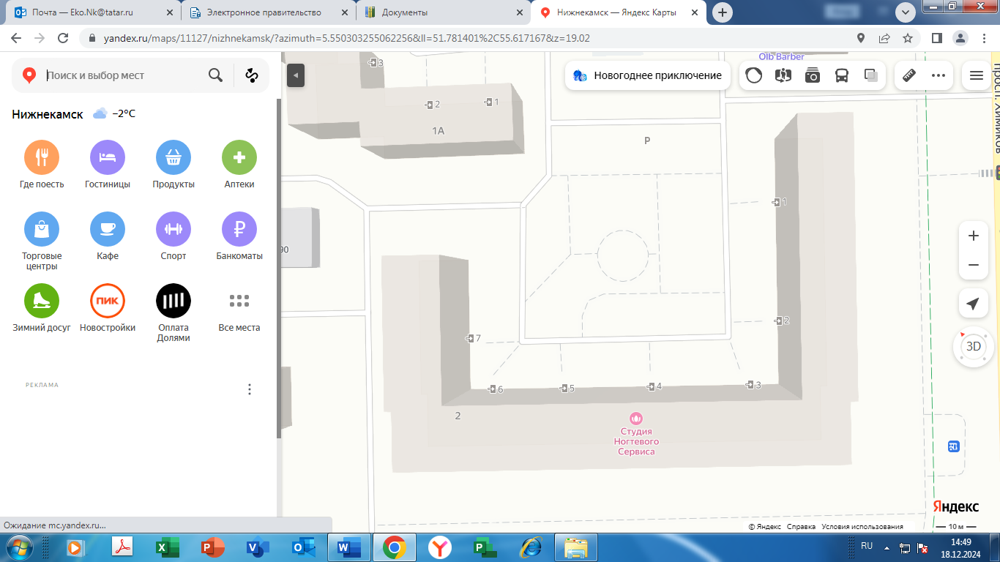 Почта — Eko.Nk@tatar.ru
Электронное правительство
Документы
Нижнекамск — Яндекс Карты
yandex.ru/maps/11127/nizhnekamsk/?azimuth=5.550303255062256&ll=51.781401%2C55.617167&z=19.02
Поиск и выбор мест
Нижнекамск
−2°C
Где поесть
Гостиницы
Продукты
Аптеки
Торговые
центры
Кафе
Спорт
Банкоматы
ПИК
Зимний досуг
Новостройки
Оплата
Долями
Все места
РЕКЛАМА
Olb Barber
Новогоднее приключение
просп. Химиков
3
2
1
1А
P
90
1
2
7
6
5
4
3
2
Студия
Ногтевого
Сервиса
3D
Яндекс
© Яндекс Справка Условия использования
10 м
Ожидание mc.yandex.ru...
RU
14:49
18.12.2024